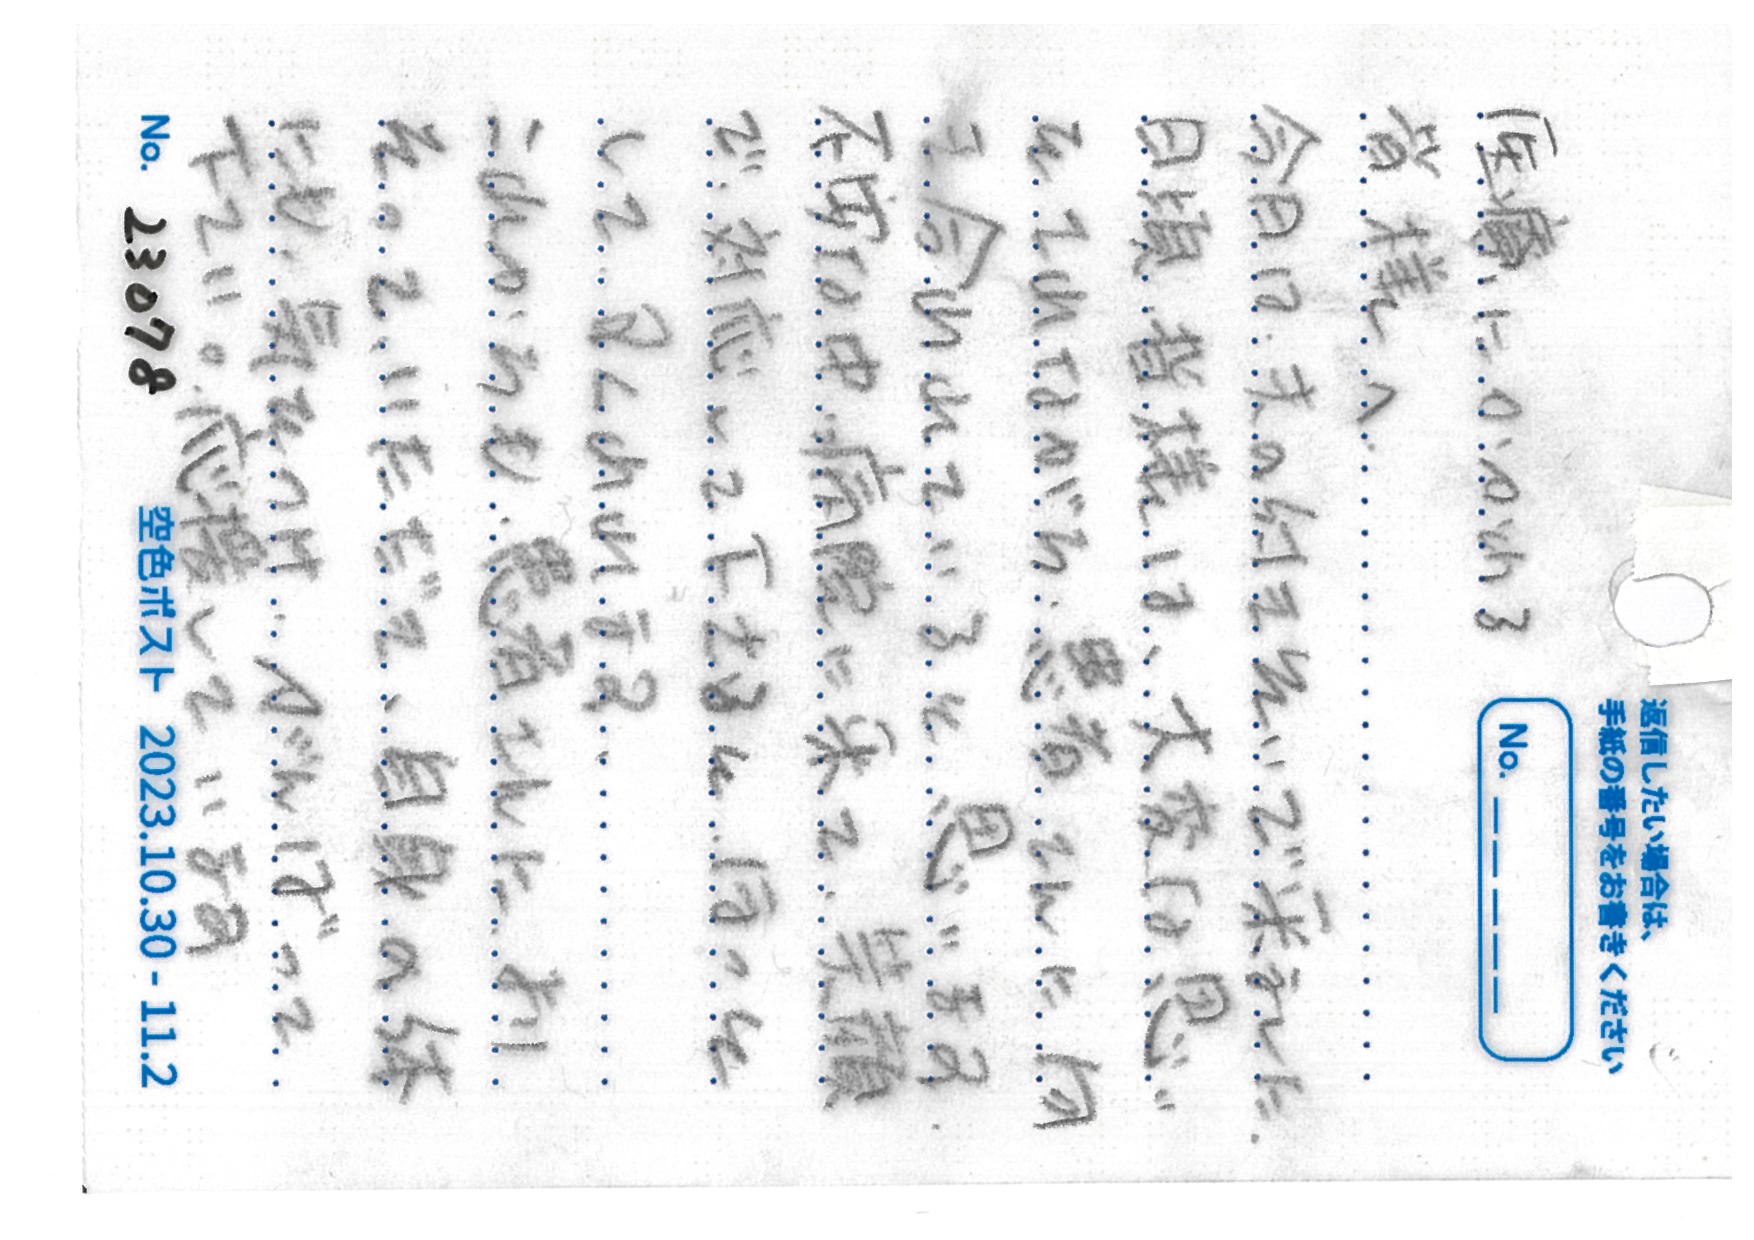 返信したい場合は、
手紙の番号をお書きください
No. _ _ _ _ _
医療にかかわる
皆様へ
今日は夫の付きそいで来ました.
日頃皆様は、大変な思い
をされながら患者さんに向
き合われていると思います.
不安な中病院に来て、笑顔
で対応して下さると ほっと
して 癒されます
これからも患者さんに より
そっていただて、自身の体
にも気をつけ がんばって
下さい。応援しています
No. 23078
空色ポスト 2023.10.30 - 11.2